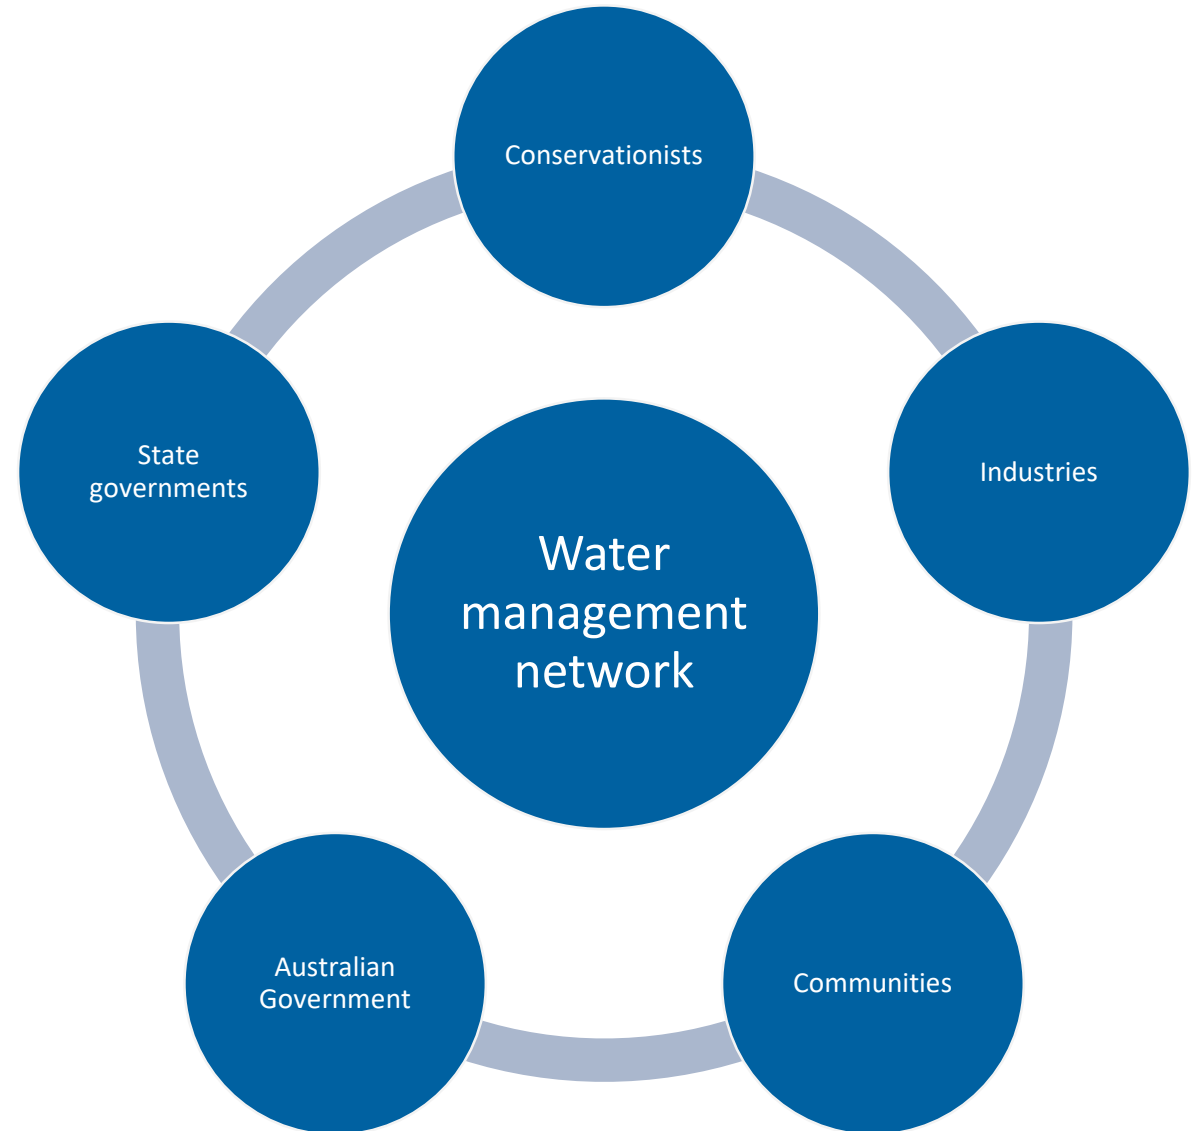 Conservationists
State
governments
Industries
Water
management
network
Australian
Government
Communities